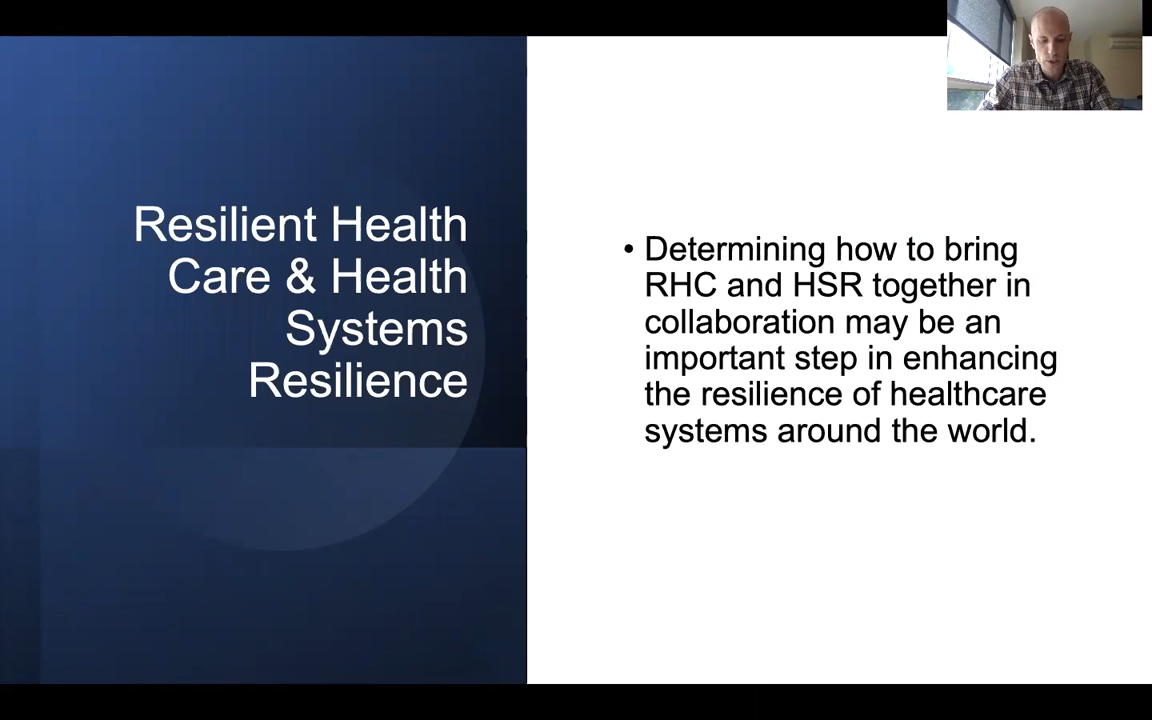 Resilient Health
Care & Health
Systems
Resilience
• Determining how to bring
RHC and HSR together in
collaboration may be an
important step in enhancing
the resilience of healthcare
systems around the world.